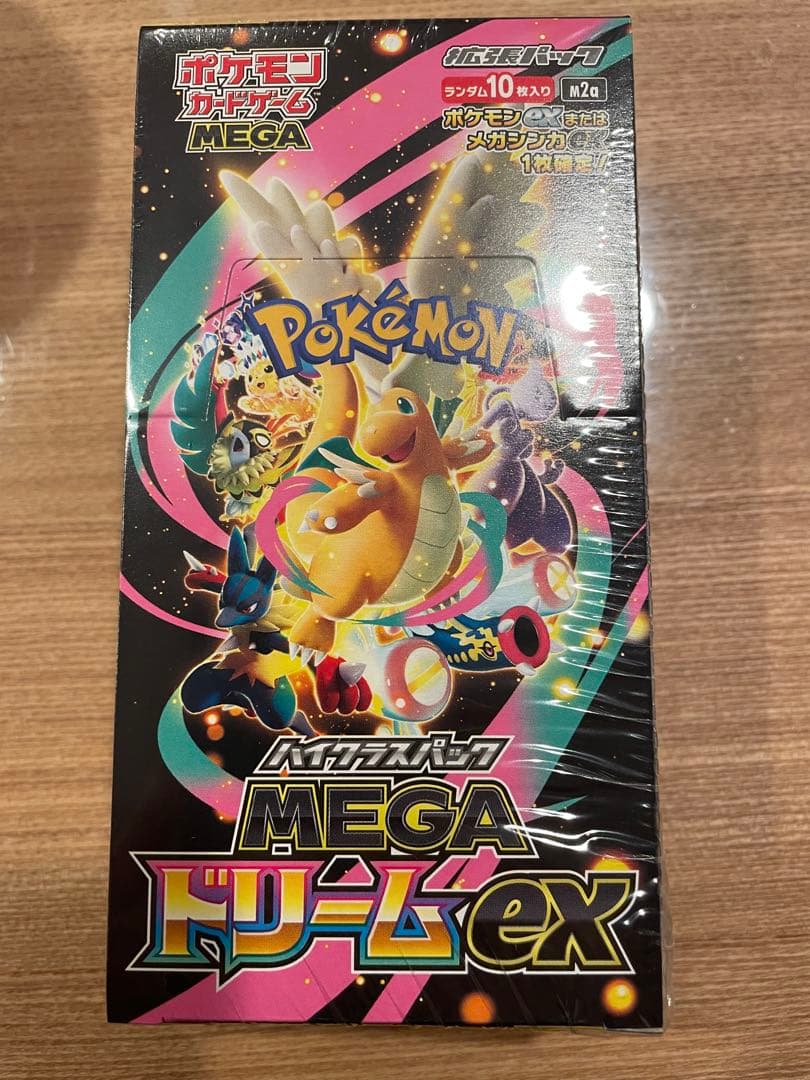 ポケモン
カードゲーム
MEGA
拡張パック
ランダム10枚入り
M2a
ポケモンexまたは
メガシンカex
1枚確定!
POKéMON
ハイクラスパック
MEGA
ドリームex